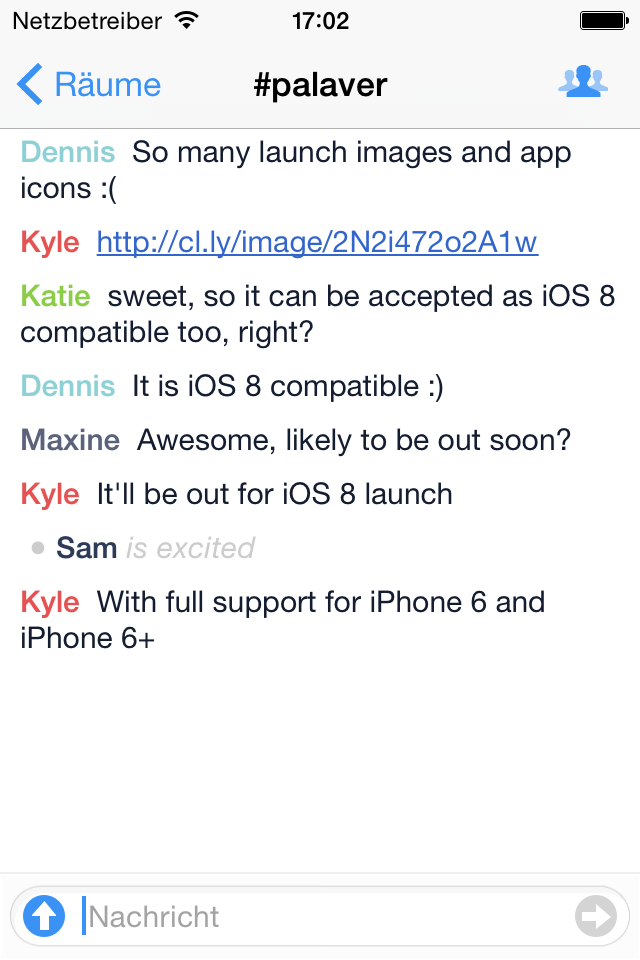 Netzbetreiber 17:02
Räume #palaver
Dennis So many launch images and app
icons :(
Kyle http://cl.ly/image/2N2i472o2A1w
Katie sweet, so it can be accepted as iOS 8
compatible too, right?
Dennis It is iOS 8 compatible :)
Maxine Awesome, likely to be out soon?
Kyle It'll be out for iOS 8 launch
Sam is excited
Kyle With full support for iPhone 6 and
iPhone 6+
Nachricht